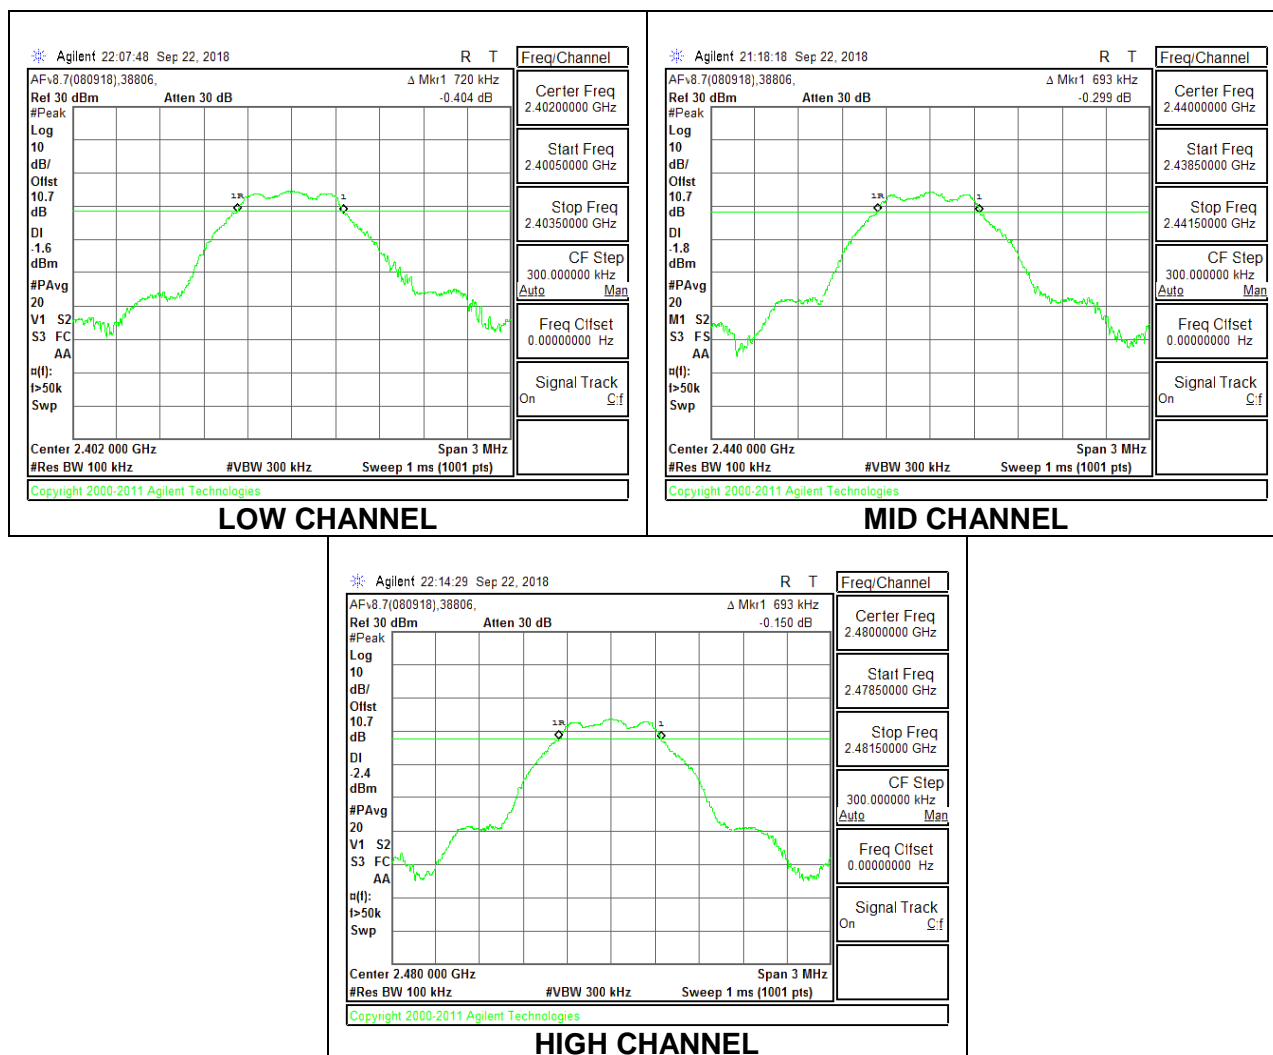 Agilent 22:07:48 Sep 22, 2018 R T
AFv8.7(080918),38806, Δ Mkr1 720 kHz
Ref 30 dBm Atten 30 dB -0.404 dB
#Peak
Log
10
dB/
Offst
10.7
dB
DI
-1.6
dBm
#PAvg
20
V1 S2
S3 FC
AA
¤(f):
f>50k
Swp
1R 1
Center 2.402 000 GHz Span 3 MHz
#Res BW 100 kHz #VBW 300 kHz Sweep 1 ms (1001 pts)
Copyright 2000-2011 Agilent Technologies
Freq/Channel
Center Freq
2.40200000 GHz
Start Freq
2.40050000 GHz
Stop Freq
2.40350000 GHz
CF Step
300.000000 kHz
Auto Man
Freq Offset
0.00000000 Hz
Signal Track
On Off
LOW CHANNEL
Agilent 21:18:18 Sep 22, 2018 R T
AFv8.7(080918),38806, Δ Mkr1 693 kHz
Ref 30 dBm Atten 30 dB -0.299 dB
#Peak
Log
10
dB/
Offst
10.7
dB
DI
-1.8
dBm
#PAvg
20
M1 S2
S3 FS
AA
¤(f):
f>50k
Swp
1R 1
Center 2.440 000 GHz Span 3 MHz
#Res BW 100 kHz #VBW 300 kHz Sweep 1 ms (1001 pts)
Copyright 2000-2011 Agilent Technologies
Freq/Channel
Center Freq
2.44000000 GHz
Start Freq
2.43850000 GHz
Stop Freq
2.44150000 GHz
CF Step
300.000000 kHz
Auto Man
Freq Offset
0.00000000 Hz
Signal Track
On Off
MID CHANNEL
Agilent 22:14:29 Sep 22, 2018 R T
AFv8.7(080918),38806, Δ Mkr1 693 kHz
Ref 30 dBm Atten 30 dB -0.150 dB
#Peak
Log
10
dB/
Offst
10.7
dB
DI
-2.4
dBm
#PAvg
20
V1 S2
S3 FC
AA
¤(f):
f>50k
Swp
1R 1
Center 2.480 000 GHz Span 3 MHz
#Res BW 100 kHz #VBW 300 kHz Sweep 1 ms (1001 pts)
Copyright 2000-2011 Agilent Technologies
Freq/Channel
Center Freq
2.48000000 GHz
Start Freq
2.47850000 GHz
Stop Freq
2.48150000 GHz
CF Step
300.000000 kHz
Auto Man
Freq Offset
0.00000000 Hz
Signal Track
On Off
HIGH CHANNEL